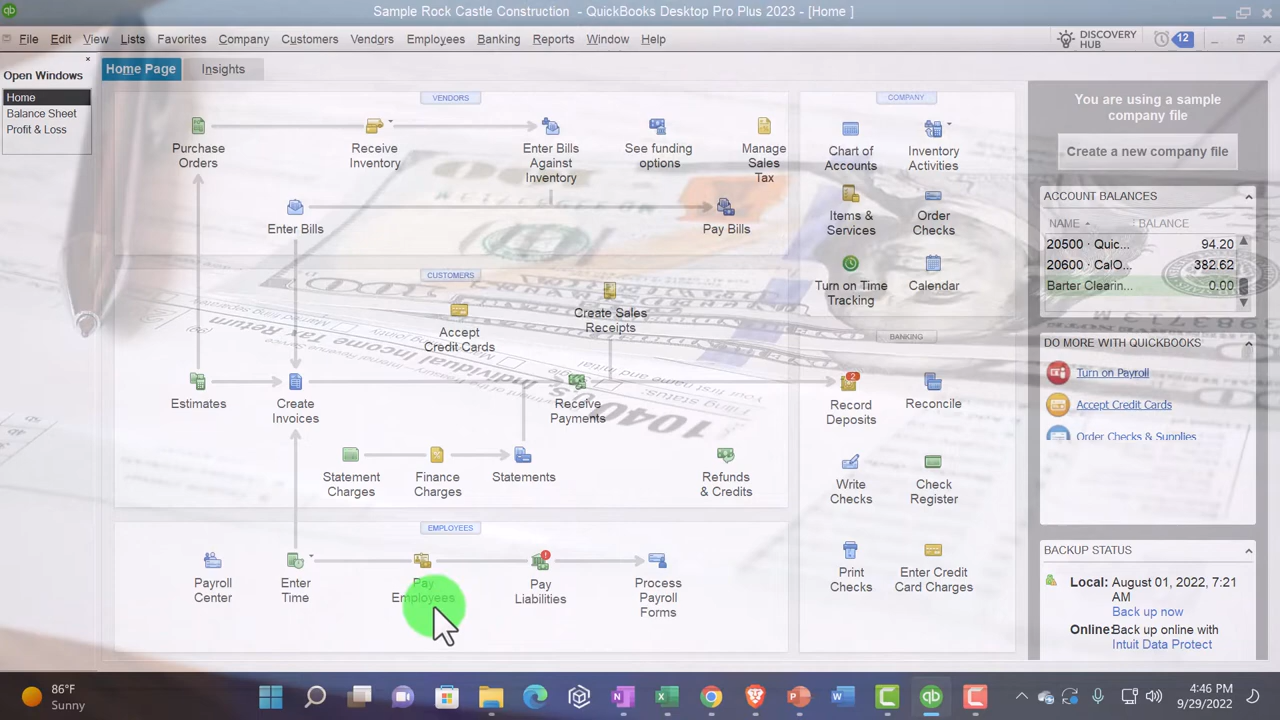 Sample Rock Castle Construction - QuickBooks Desktop Pro Plus 2023 - [Home ]
File Edit View Lists Favorites Company Customers Vendors Employees Banking Reports Window Help
DISCOVERY
HUB
12
Open Windows
Home
Balance Sheet
Profit & Loss
Home Page
Insights
VENDORS
Purchase
Orders
Receive
Inventory
Enter Bills
Against
Inventory
See funding
options
Manage
Sales
Tax
Enter Bills
Pay Bills
CUSTOMERS
Create Sales
Receipts
Accept
Credit Cards
Estimates
Create
Invoices
Receive
Payments
Statement
Charges
Finance
Charges
Statements
Refunds
& Credits
EMPLOYEES
Payroll
Center
Enter
Time
Pay
Employees
Pay
Liabilities
Process
Payroll
Forms
COMPANY
Chart of
Accounts
Inventory
Activities
Items &
Services
Order
Checks
Turn on Time
Tracking
Calendar
BANKING
2
Record
Deposits
Reconcile
Write
Checks
Check
Register
Print
Checks
Enter Credit
Card Charges
You are using a sample
company file
Create a new company file
ACCOUNT BALANCES
NAME BALANCE
20500 · Quic... 94.20
20600 · CalO... 382.62
Barter Clearin... 0.00
DO MORE WITH QUICKBOOKS
Turn on Payroll
Accept Credit Cards
Order Checks & Supplies
BACKUP STATUS
Local: August 01, 2022, 7:21
AM
Back up now
Online: Back up online with
Intuit Data Protect
1040
Individual Income Tax Return
86°F
Sunny
4:46 PM
9/29/2022